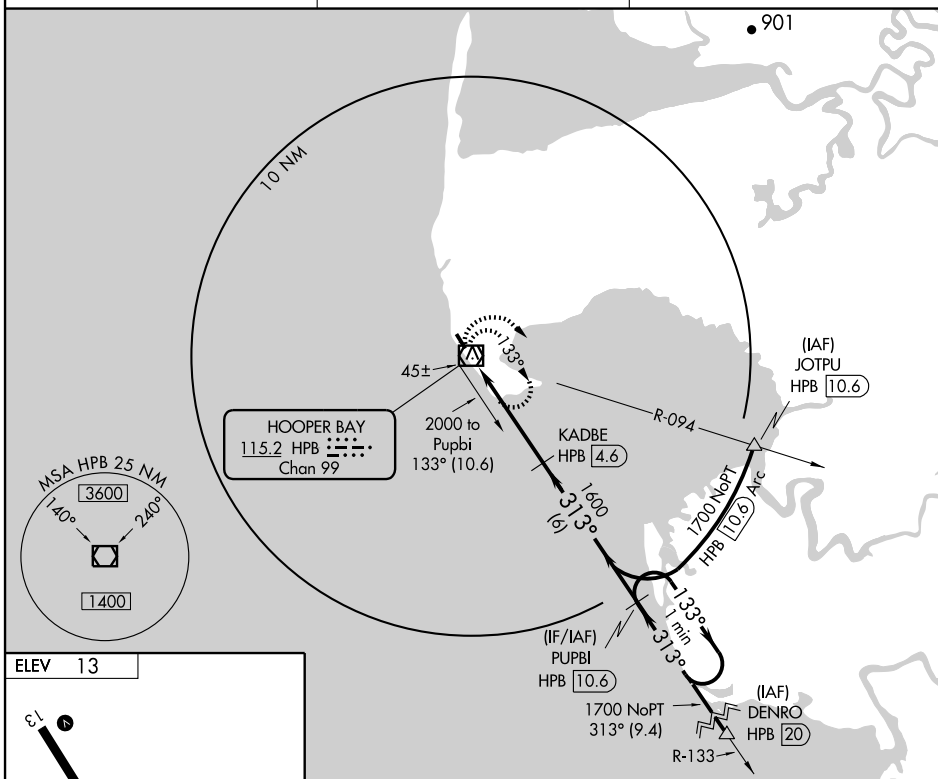 901
10 NM
133°
45±
(IAF)
JOTPU
HPB 10.6
R-094
HOOPER BAY
115.2 HPB
Chan 99
2000 to
Pupbi
133° (10.6)
KADBE
HPB 4.6
1600
313°
(6)
1700 NoPT
HPB 10.6 Arc
MSA HPB 25 NM
3600
140°
240°
1400
133°
1 min
313°
(IF/IAF)
PUPBI
HPB 10.6
1700 NoPT
313° (9.4)
(IAF)
DENRO
HPB 20
R-133
ELEV 13
13
V